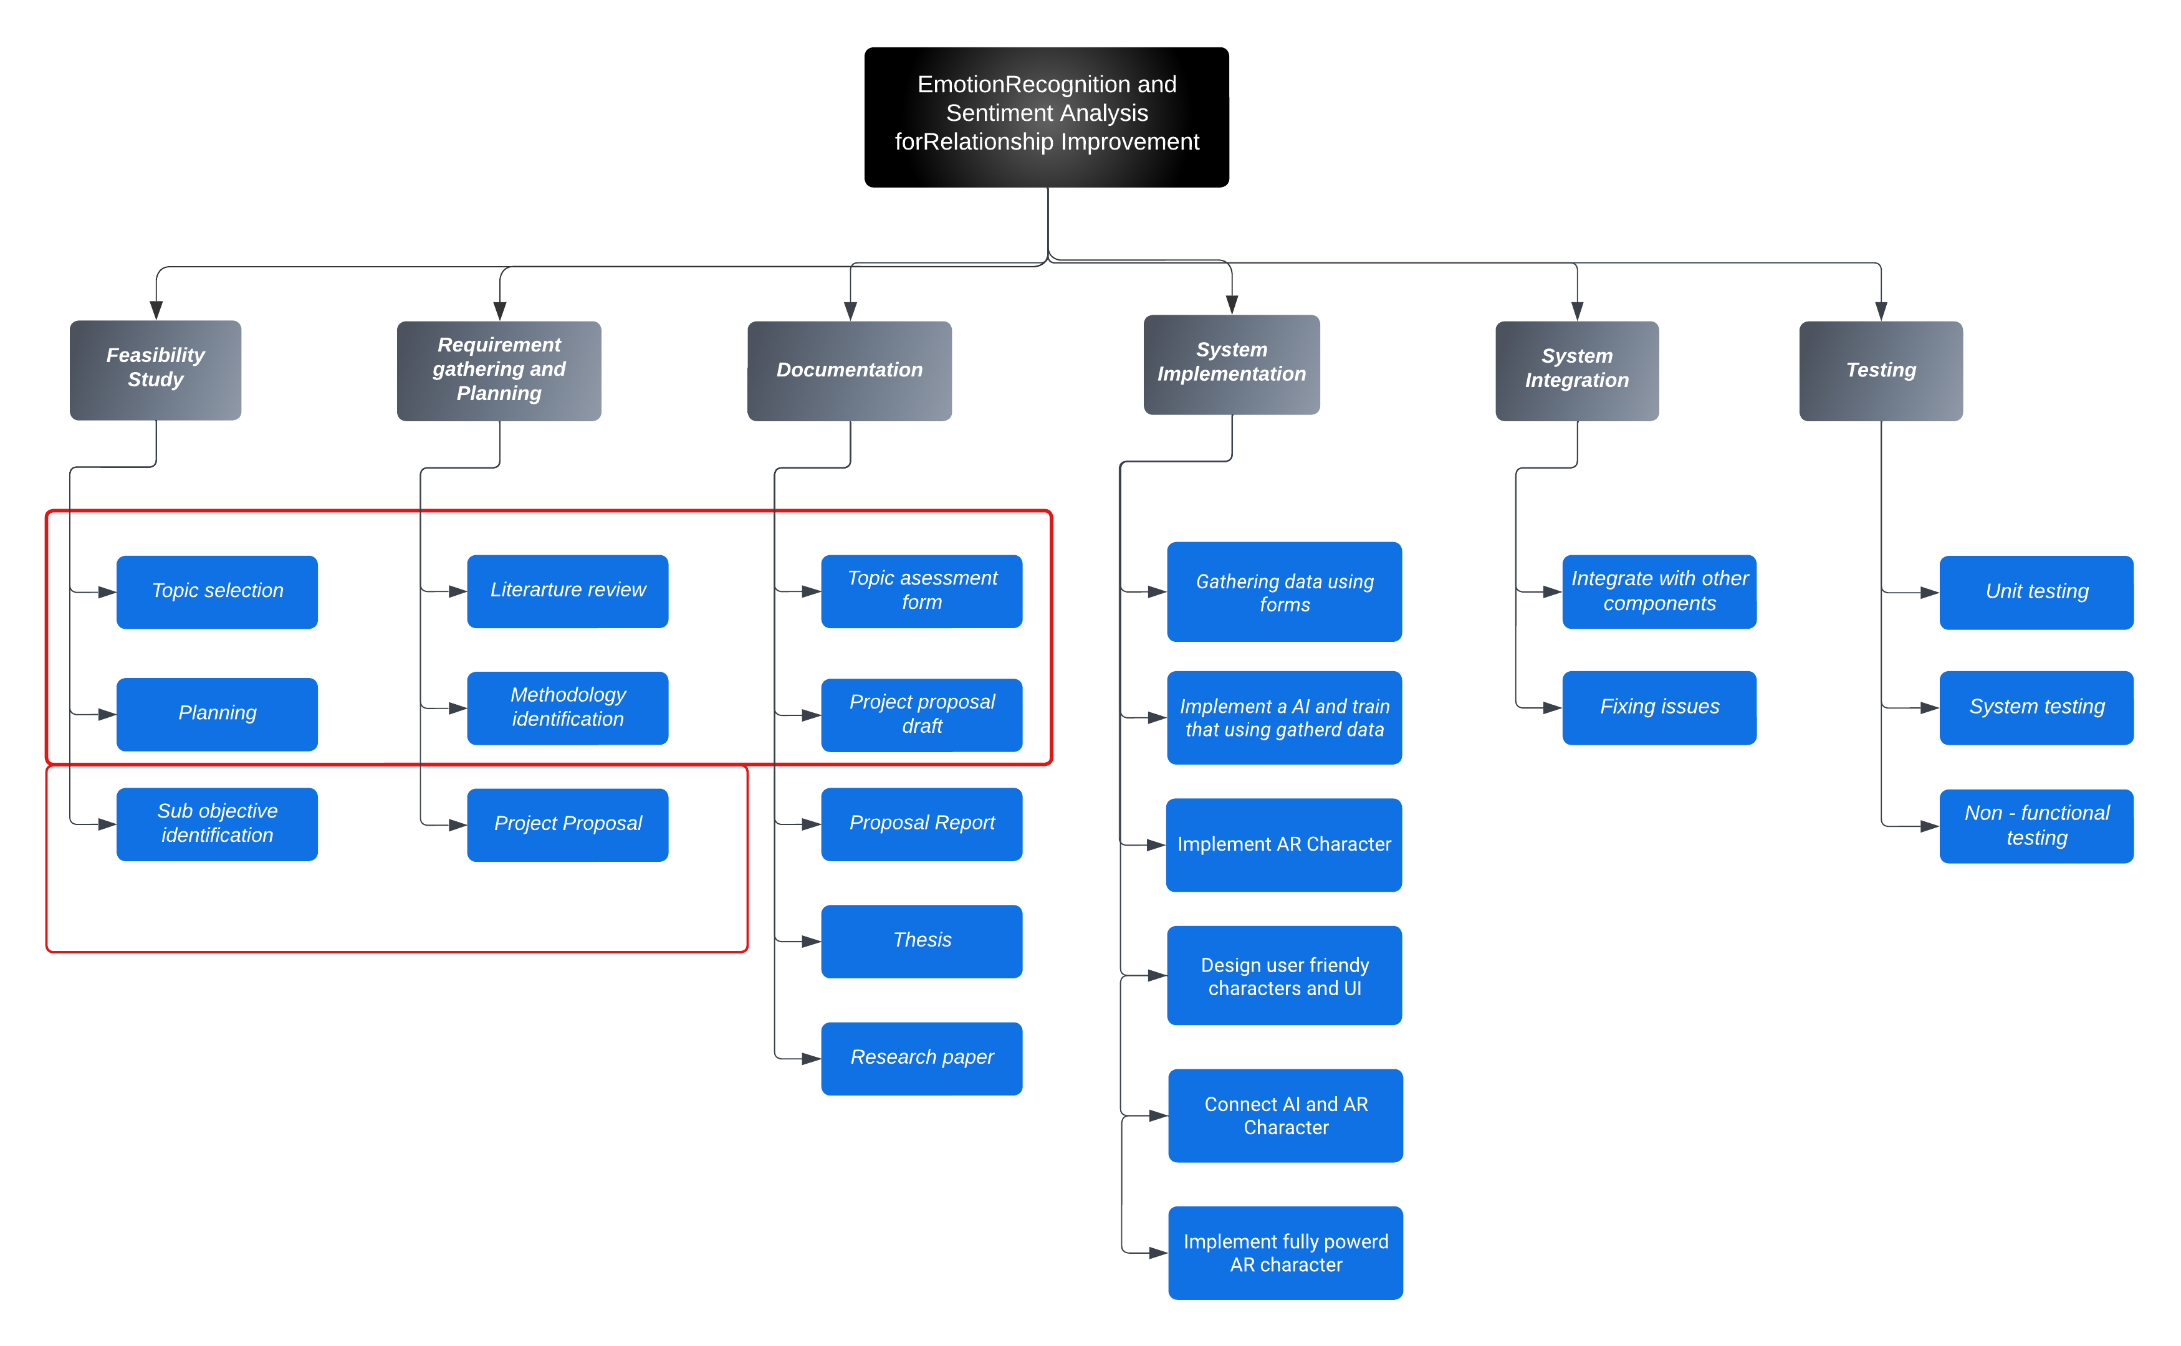 EmotionRecognition and
Sentiment Analysis
forRelationship Improvement
Feasibility
Study
Requirement
gathering and
Planning
Documentation
System
Implementation
System
Integration
Testing
Topic selection
Planning
Sub objective
identification
Literarture review
Methodology
identification
Project Proposal
Topic asessment
form
Project proposal
draft
Proposal Report
Thesis
Research paper
Gathering data using
forms
Implement a AI and train
that using gatherd data
Implement AR Character
Design user friendy
characters and UI
Connect AI and AR
Character
Implement fully powerd
AR character
Integrate with other
components
Fixing issues
Unit testing
System testing
Non - functional
testing